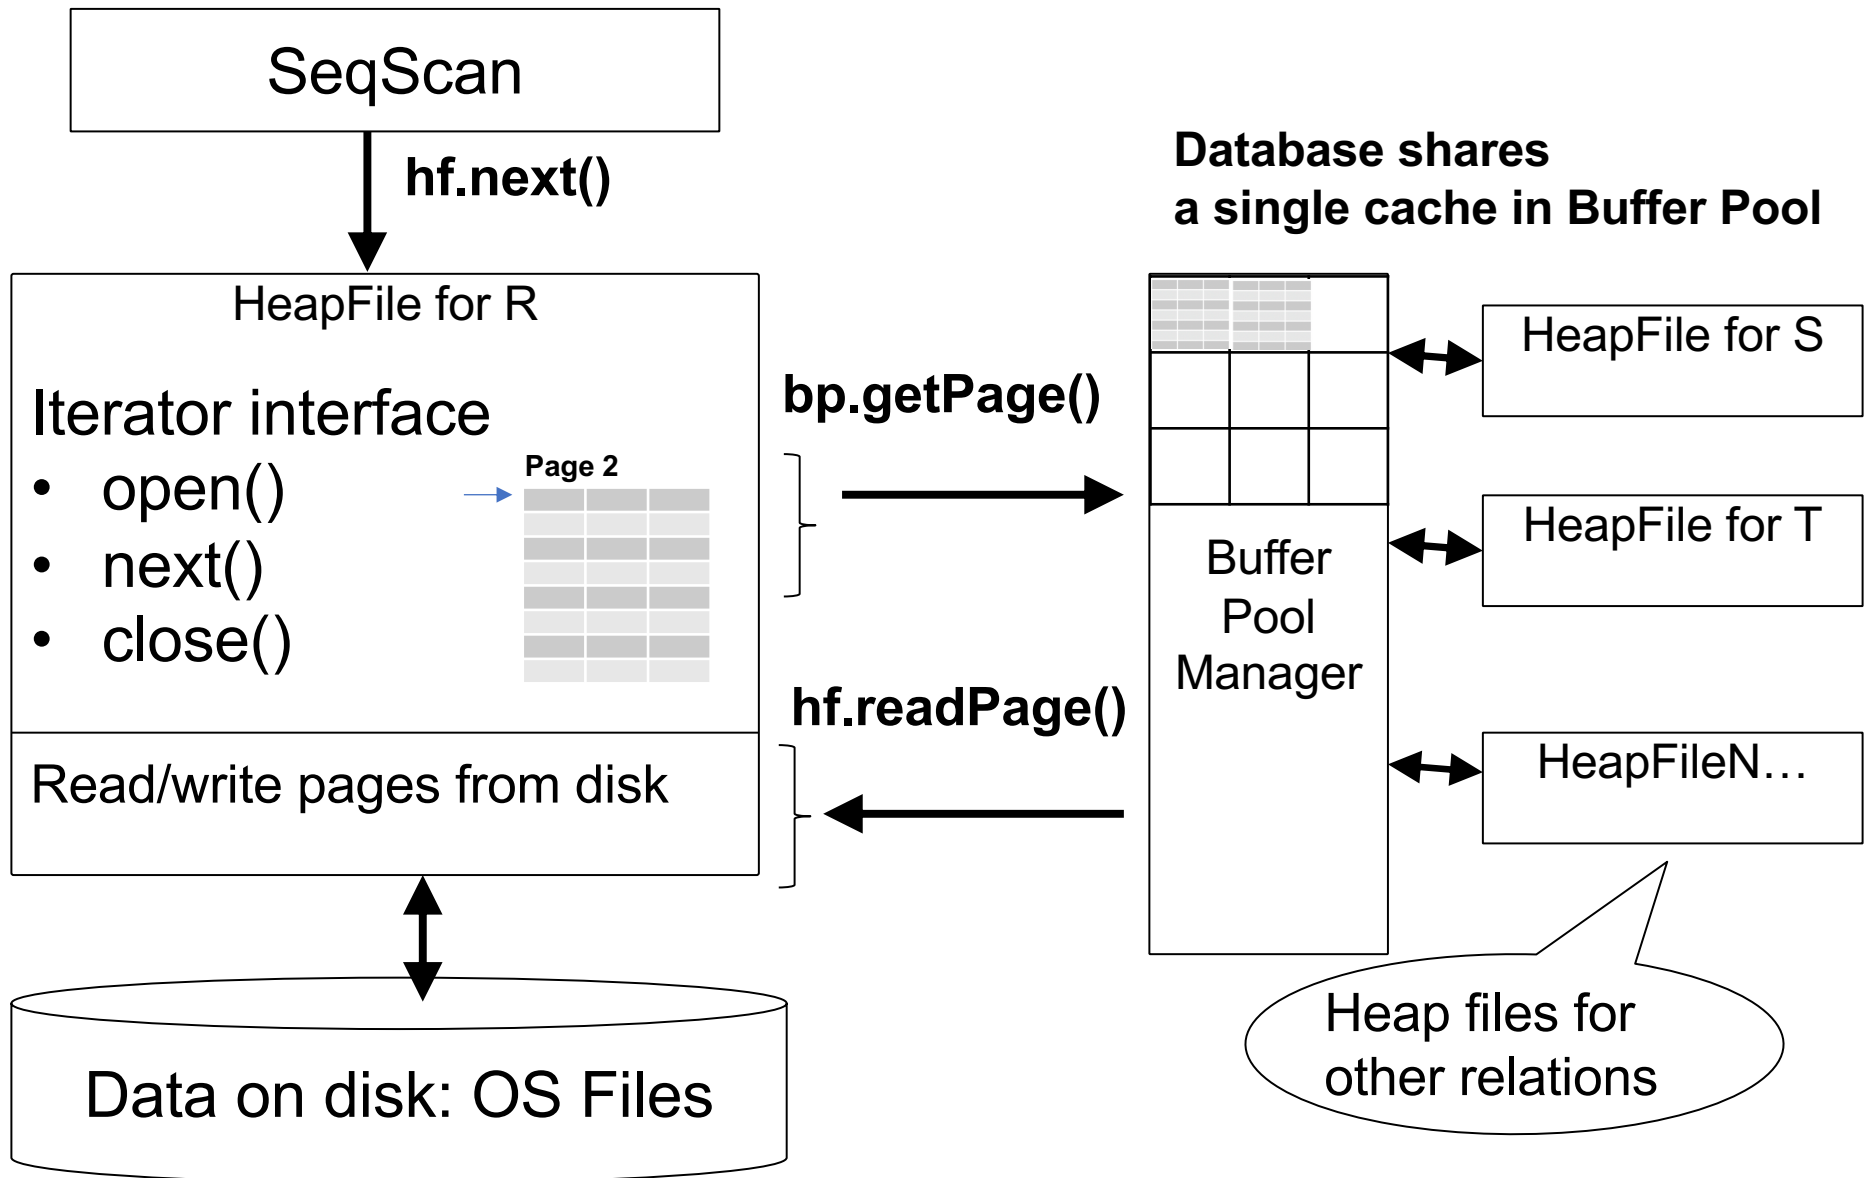 SeqScan
hf.next()
Database shares
a single cache in Buffer Pool
HeapFile for R
Iterator interface
• open()
• next()
• close()
Page 2
Read/write pages from disk
bp.getPage()
hf.readPage()
Buffer
Pool
Manager
HeapFile for S
HeapFile for T
HeapFileN…
Heap files for
other relations
Data on disk: OS Files